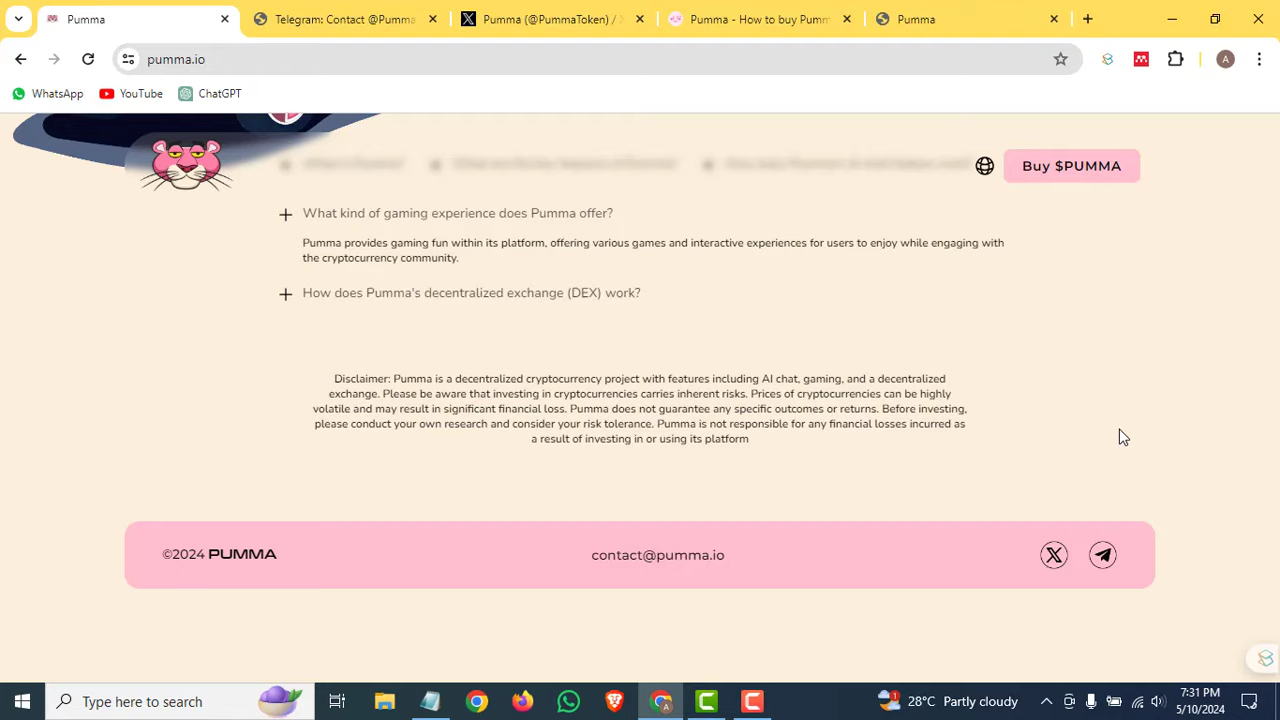 Pumma
Telegram: Contact @Pumma
Pumma (@PummaToken) / X
Pumma - How to buy Pumm
Pumma
pumma.io
A
WhatsApp
YouTube
ChatGPT
Buy $PUMMA
What kind of gaming experience does Pumma offer?
Pumma provides gaming fun within its platform, offering various games and interactive experiences for users to enjoy while engaging with
the cryptocurrency community.
How does Pumma's decentralized exchange (DEX) work?
Disclaimer: Pumma is a decentralized cryptocurrency project with features including AI chat, gaming, and a decentralized
exchange. Please be aware that investing in cryptocurrencies carries inherent risks. Prices of cryptocurrencies can be highly
volatile and may result in significant financial loss. Pumma does not guarantee any specific outcomes or returns. Before investing,
please conduct your own research and consider your risk tolerance. Pumma is not responsible for any financial losses incurred as
a result of investing in or using its platform
©2024 PUMMA
contact@pumma.io
Type here to search
28°C Partly cloudy
7:31 PM
5/10/2024